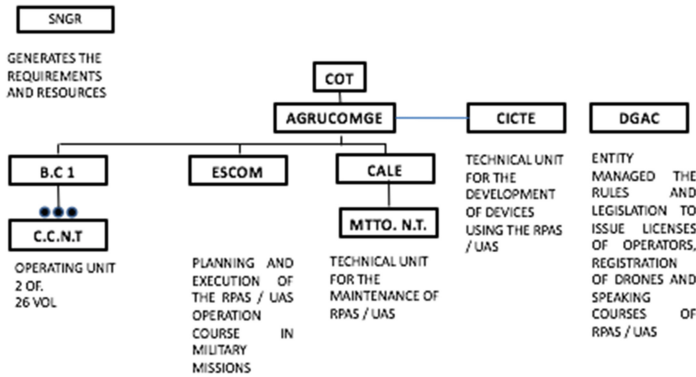 SNGR
GENERATES THE
REQUIREMENTS
AND RESOURCES
COT
AGRUCOMGE
CICTE
DGAC
B.C 1
ESCOM
CALE
C.C.N.T
MTTO. N.T.
OPERATING UNIT
2 OF.
26 VOL
PLANNING AND
EXECUTION OF
THE RPAS / UAS
OPERATION
COURSE IN
MILITARY
MISSIONS
TECHNICAL UNIT
FOR THE
MAINTENANCE OF
RPAS / UAS
TECHNICAL UNIT
FOR THE
DEVELOPMENT
OF DEVICES
USING THE RPAS
/ UAS
ENTITY
MANAGED THE
RULES AND
LEGISLATION TO
ISSUE LICENSES
OF OPERATORS,
REGISTRATION
OF DRONES AND
SPEAKING
COURSES OF
RPAS / UAS